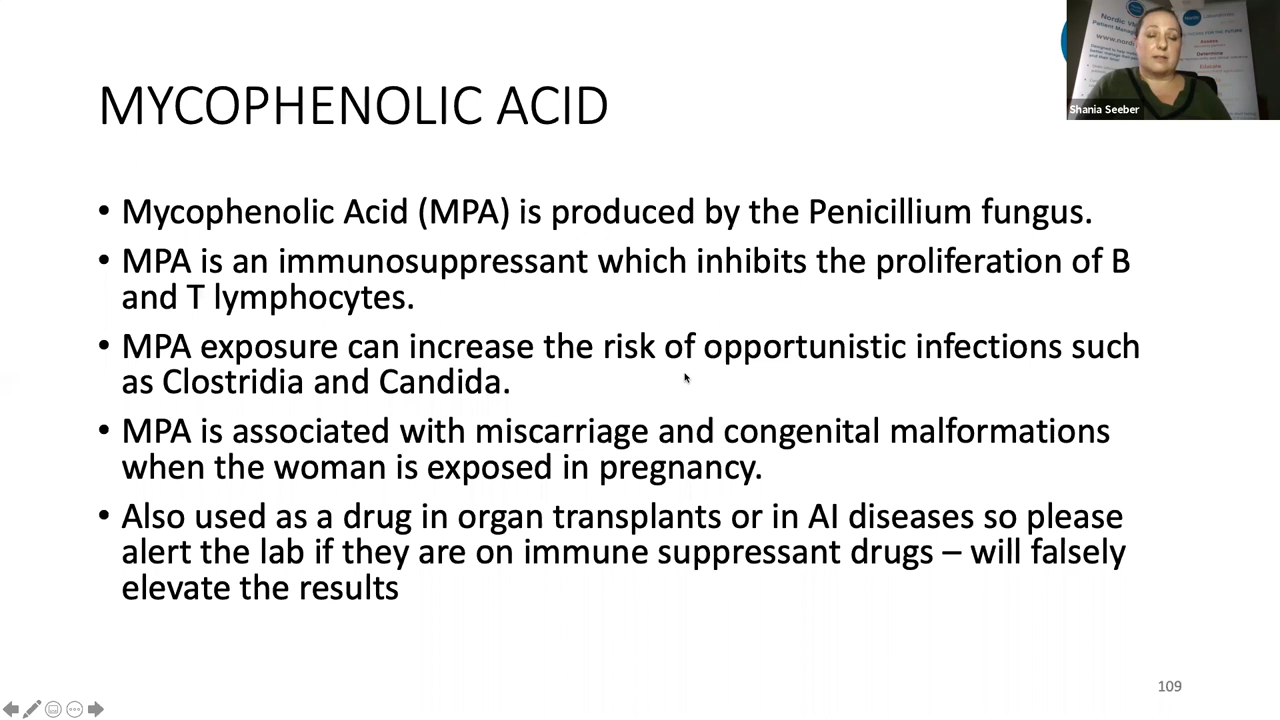 MYCOPHENOLIC ACID
• Mycophenolic Acid (MPA) is produced by the Penicillium fungus.
• MPA is an immunosuppressant which inhibits the proliferation of B
and T lymphocytes.
• MPA exposure can increase the risk of opportunistic infections such
as Clostridia and Candida.
• MPA is associated with miscarriage and congenital malformations
when the woman is exposed in pregnancy.
• Also used as a drug in organ transplants or in AI diseases so please
alert the lab if they are on immune suppressant drugs – will falsely
elevate the results
109
Shania Seeber